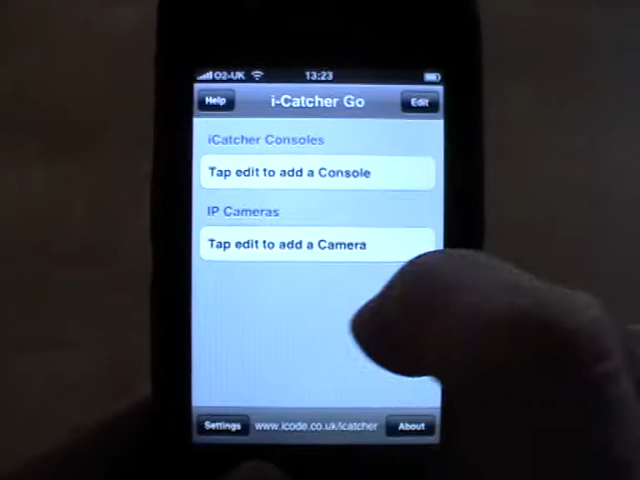 O2-UK 13:23
Help i-Catcher Go Edit
iCatcher Consoles
Tap edit to add a Console
IP Cameras
Tap edit to add a Camera
Settings www.icode.co.uk/icatcher About